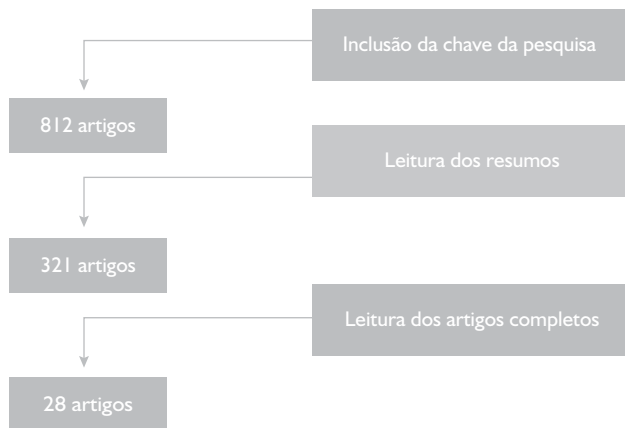 Inclusão da chave da pesquisa
812 artigos
Leitura dos resumos
321 artigos
Leitura dos artigos completos
28 artigos